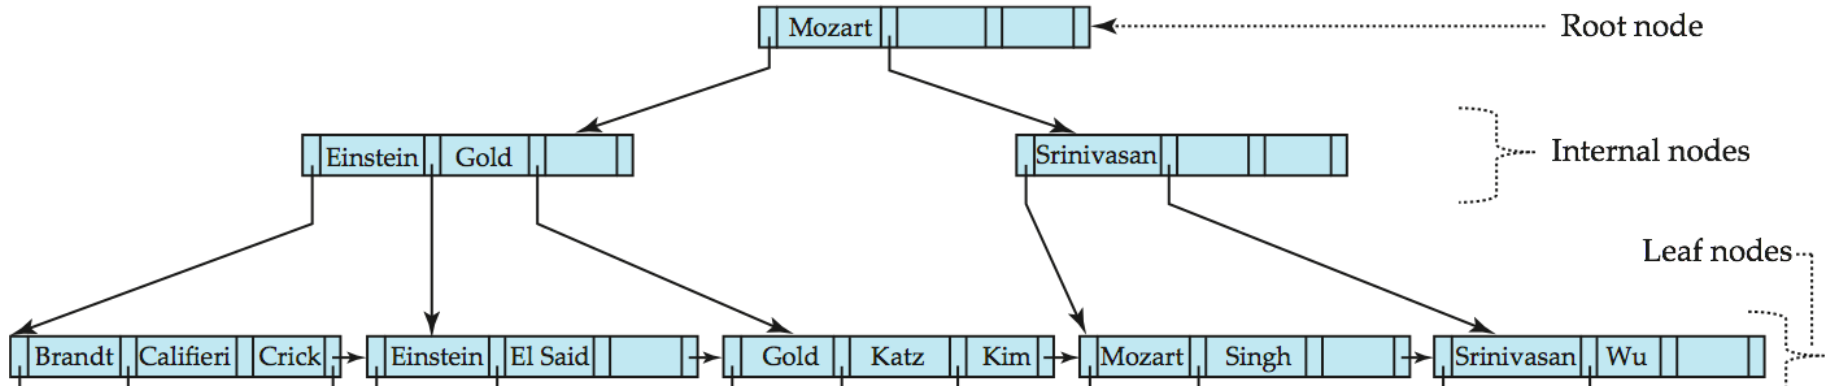 Mozart
Root node
Einstein Gold
Srinivasan
Internal nodes
Leaf nodes
Brandt Califieri Crick
Einstein El Said
Gold Katz Kim
Mozart Singh
Srinivasan Wu